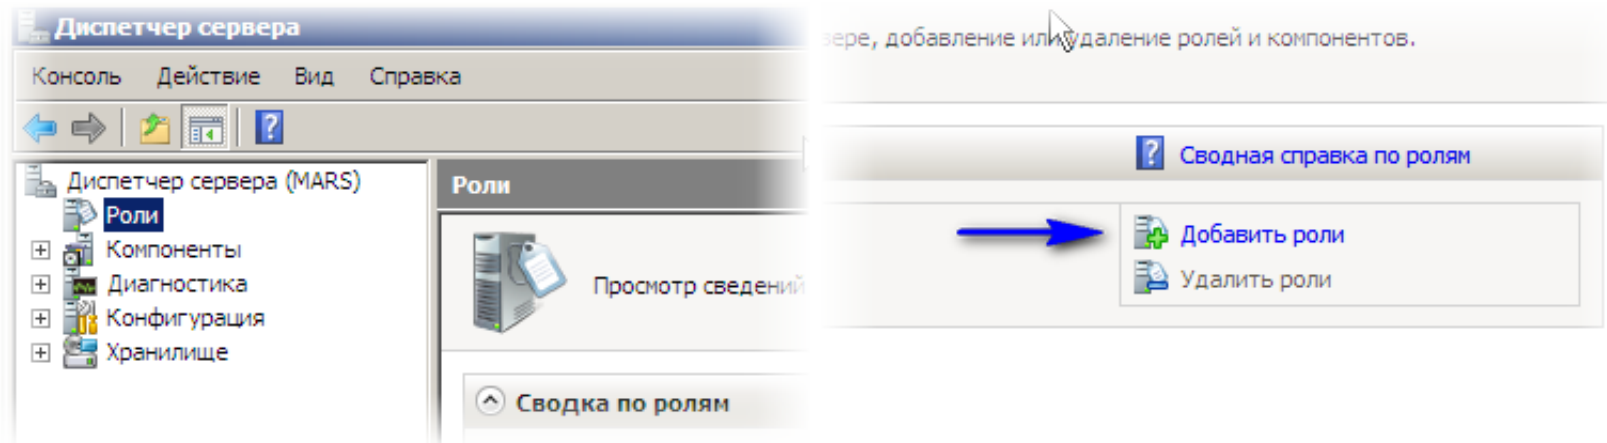 Диспетчер сервера
Консоль Действие Вид Справка
Диспетчер сервера (MARS)
Роли
Компоненты
Диагностика
Конфигурация
Хранилище
Роли
Просмотр сведений
Сводка по ролям
добавление или удаление ролей и компонентов.
Сводная справка по ролям
Добавить роли
Удалить роли